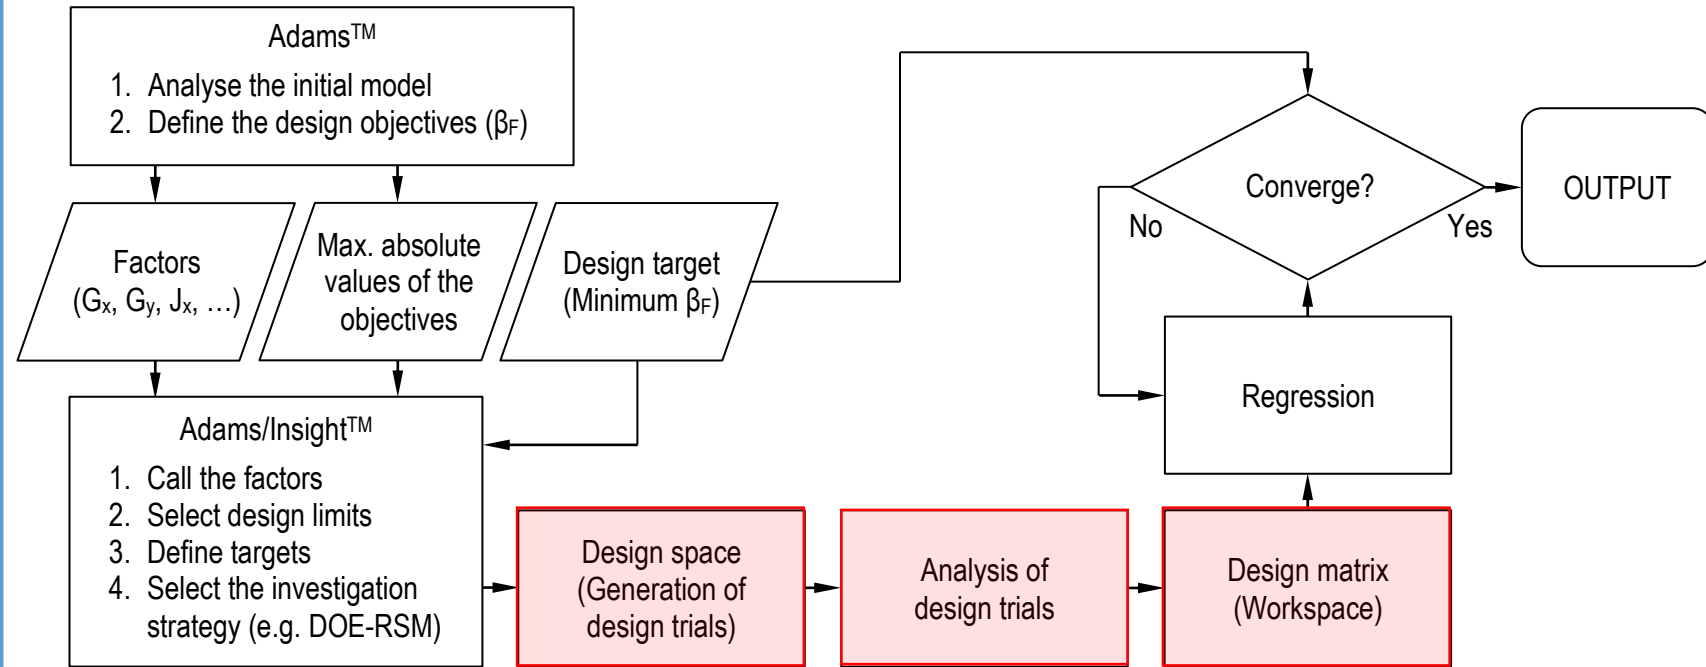 Adams™
1. Analyse the initial model
2. Define the design objectives (βF)
Factors
(Gx, Gy, Jx, …)
Max. absolute
values of the
objectives
Design target
(Minimum βF)
Adams/Insight™
1. Call the factors
2. Select design limits
3. Define targets
4. Select the investigation
strategy (e.g. DOE-RSM)
Design space
(Generation of
design trials)
Analysis of
design trials
Design matrix
(Workspace)
Regression
Converge?
No
Yes
OUTPUT